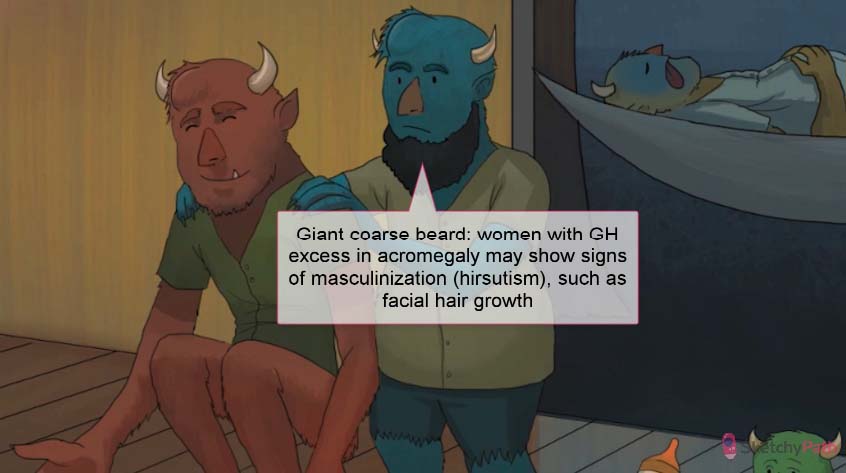 Giant coarse beard: women with GH
excess in acromegaly may show signs
of masculinization (hirsutism), such as
facial hair growth
SketchyPath